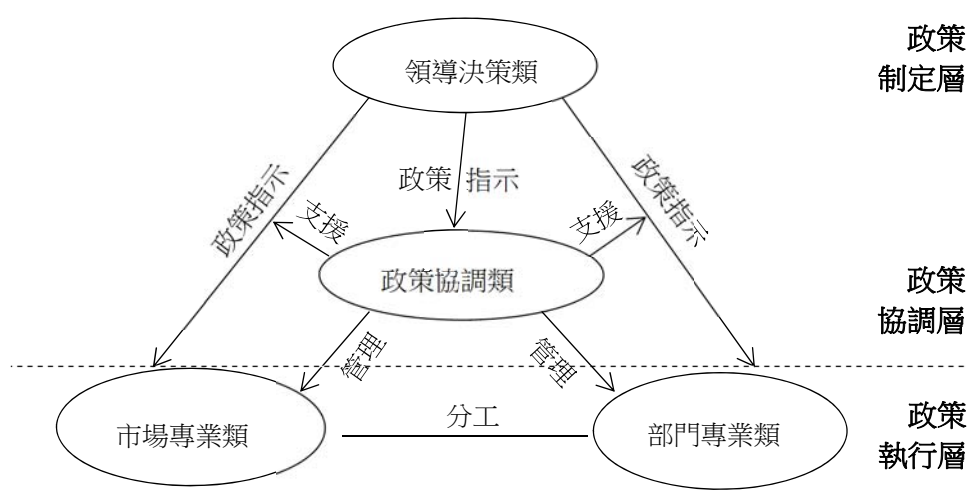 政策
制定層
領導決策類
政策 指示
政策指示
政策指示
支援
支援
政策協調類
政策
協調層
管理
管理
市場專業類
分工
部門專業類
政策
執行層